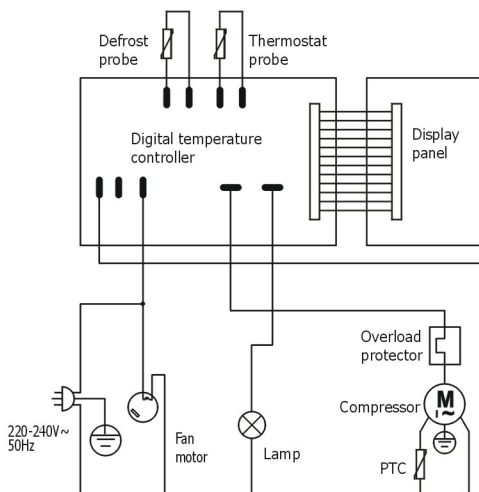 Defrost
probe
Thermostat
probe
Digital temperature
controller
Display
panel
Overload
protector
Compressor
M
I ~
220-240V~
50Hz
Fan
motor
Lamp
PTC